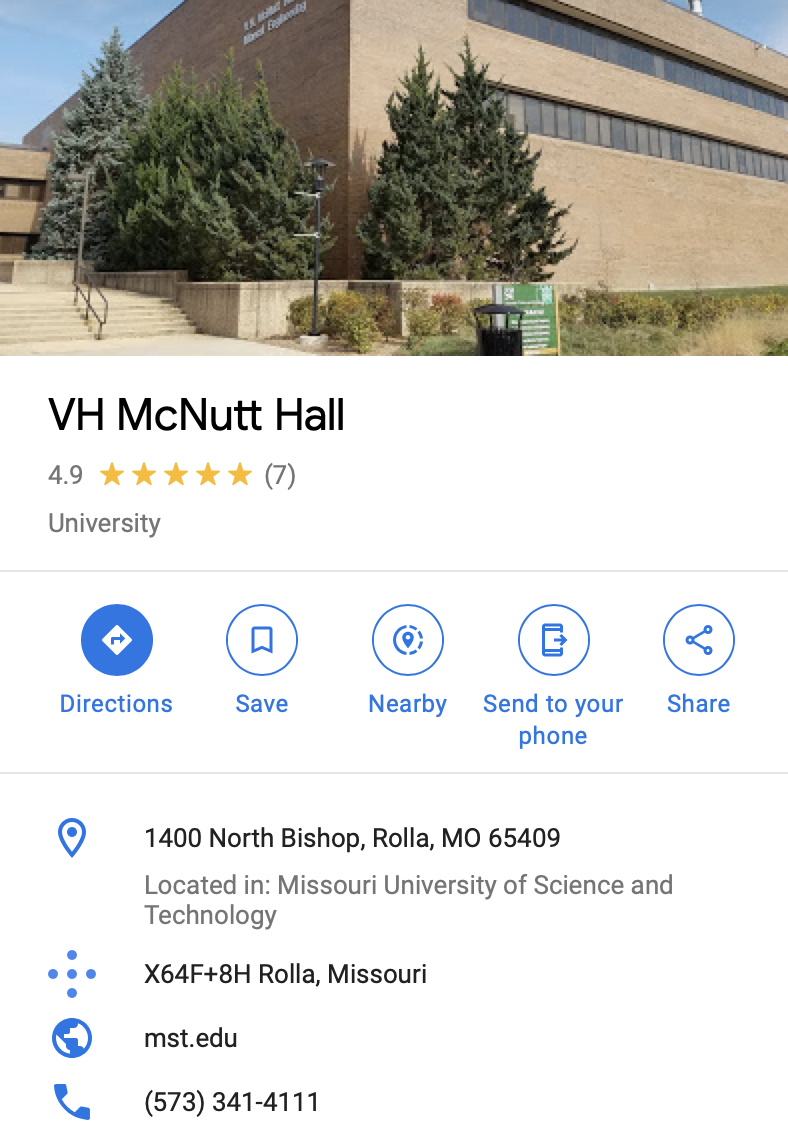 Mineral Engineering
VH McNutt Hall
4.9 (7)
University
Directions
Save
Nearby
Send to your
phone
Share
1400 North Bishop, Rolla, MO 65409
Located in: Missouri University of Science and
Technology
X64F+8H Rolla, Missouri
mst.edu
(573) 341-4111